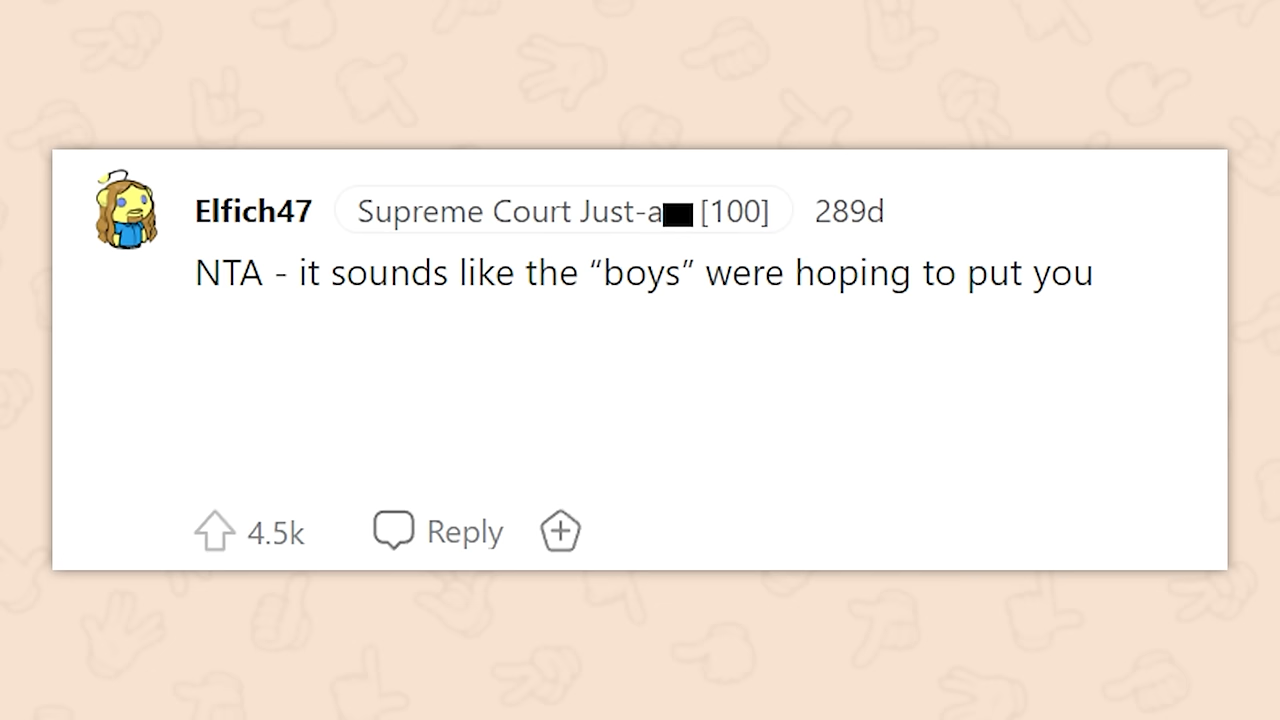 Elfich47 Supreme Court Just-a [100] 289d
NTA - it sounds like the “boys” were hoping to put you
4.5k Reply